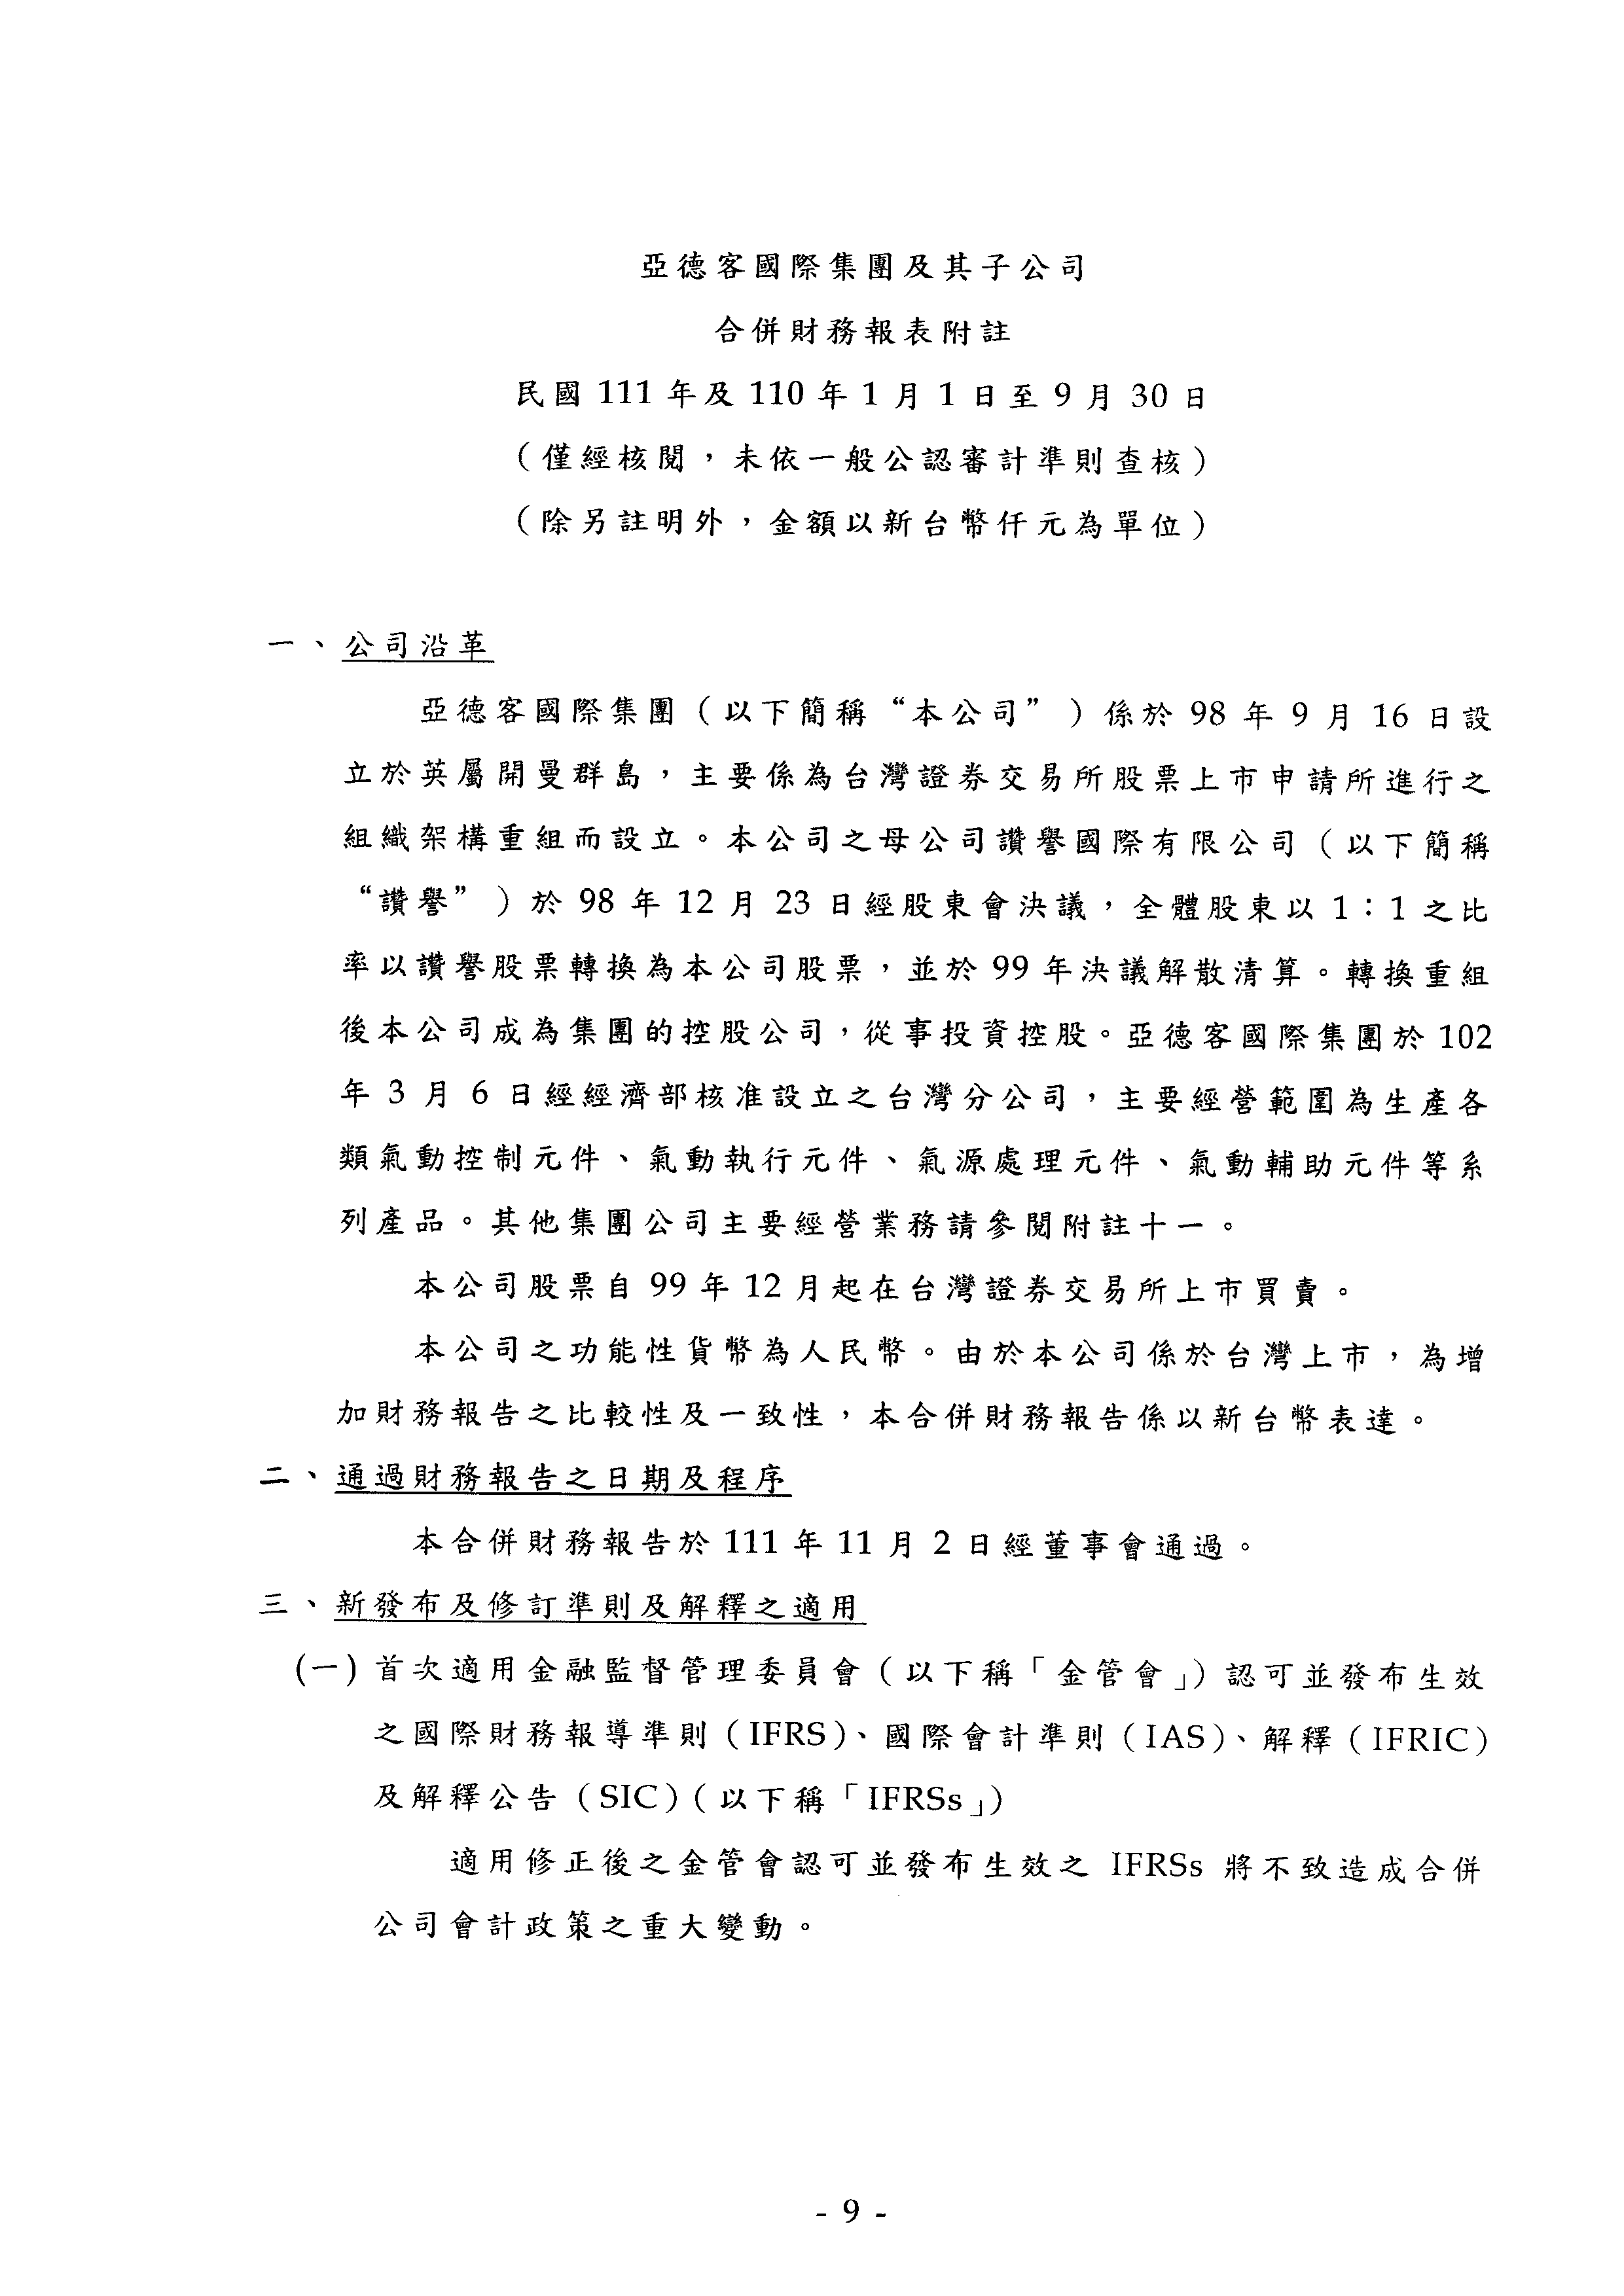 亞德客國際集團及其子公司
合併財務報表附註
民國 111 年及 110 年 1 月 1 日至 9 月 30 日
(僅經核閱,未依一般公認審計準則查核)
(除另註明外,金額以新台幣仟元為單位)
一、公司沿革
亞德客國際集團(以下簡稱“本公司”)係於 98 年 9 月 16 日設
立於英屬開曼群島,主要係為台灣證券交易所股票上市申請所進行之
組織架構重組而設立。本公司之母公司讚譽國際有限公司(以下簡稱
“讚譽”)於 98 年 12 月 23 日經股東會決議,全體股東以 1:1 之比
率以讚譽股票轉換為本公司股票,並於 99 年決議解散清算。轉換重組
後本公司成為集團的控股公司,從事投資控股。亞德客國際集團於 102
年 3 月 6 日經經濟部核准設立之台灣分公司,主要經營範圍為生產各
類氣動控制元件、氣動執行元件、氣源處理元件、氣動輔助元件等系
列產品。其他集團公司主要經營業務請參閱附註十一。
本公司股票自 99 年 12 月起在台灣證券交易所上市買賣。
本公司之功能性貨幣為人民幣。由於本公司係於台灣上市,為增
加財務報告之比較性及一致性,本合併財務報告係以新台幣表達。
二、通過財務報告之日期及程序
本合併財務報告於 111 年 11 月 2 日經董事會通過。
三、新發布及修訂準則及解釋之適用
(一)首次適用金融監督管理委員會(以下稱「金管會」)認可並發布生效
之國際財務報導準則(IFRS)、國際會計準則(IAS)、解釋(IFRIC)
及解釋公告(SIC)(以下稱「IFRSs」)
適用修正後之金管會認可並發布生效之 IFRSs 將不致造成合併
公司會計政策之重大變動。
- 9 -